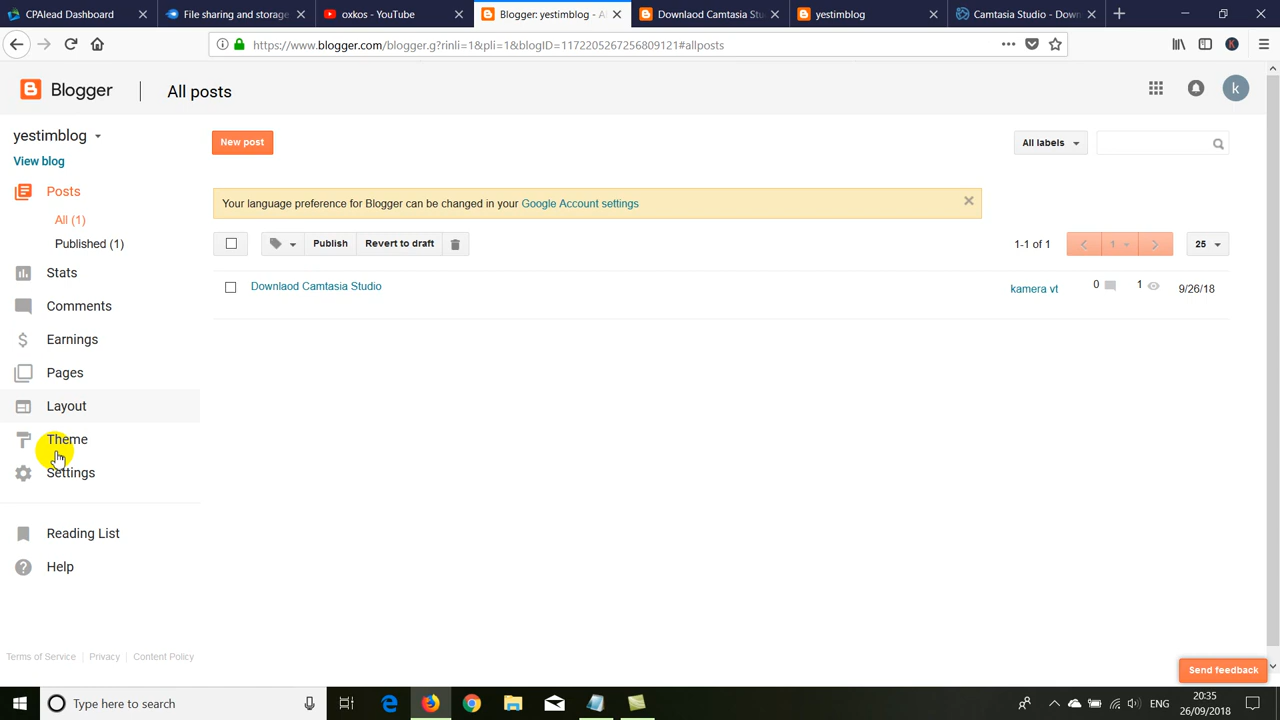 CPAlead Dashboard
File sharing and storage
oxkos - YouTube
Blogger: yestimblog - A
Downlaod Camtasia Studio
yestimblog
Camtasia Studio - Down
https://www.blogger.com/blogger.g?rinli=1&pli=1&blogID=1172205267256809121#allposts
Blogger
All posts
yestimblog
New post
All labels
View blog
Posts
Your language preference for Blogger can be changed in your Google Account settings
All (1)
Published (1)
Publish
Revert to draft
1-1 of 1
1
25
Stats
Downlaod Camtasia Studio
kamera vt
0
1
9/26/18
Comments
Earnings
Pages
Layout
Theme
Settings
Reading List
Help
Terms of Service
Privacy
Content Policy
Send feedback
Type here to search
ENG
20:35
26/09/2018